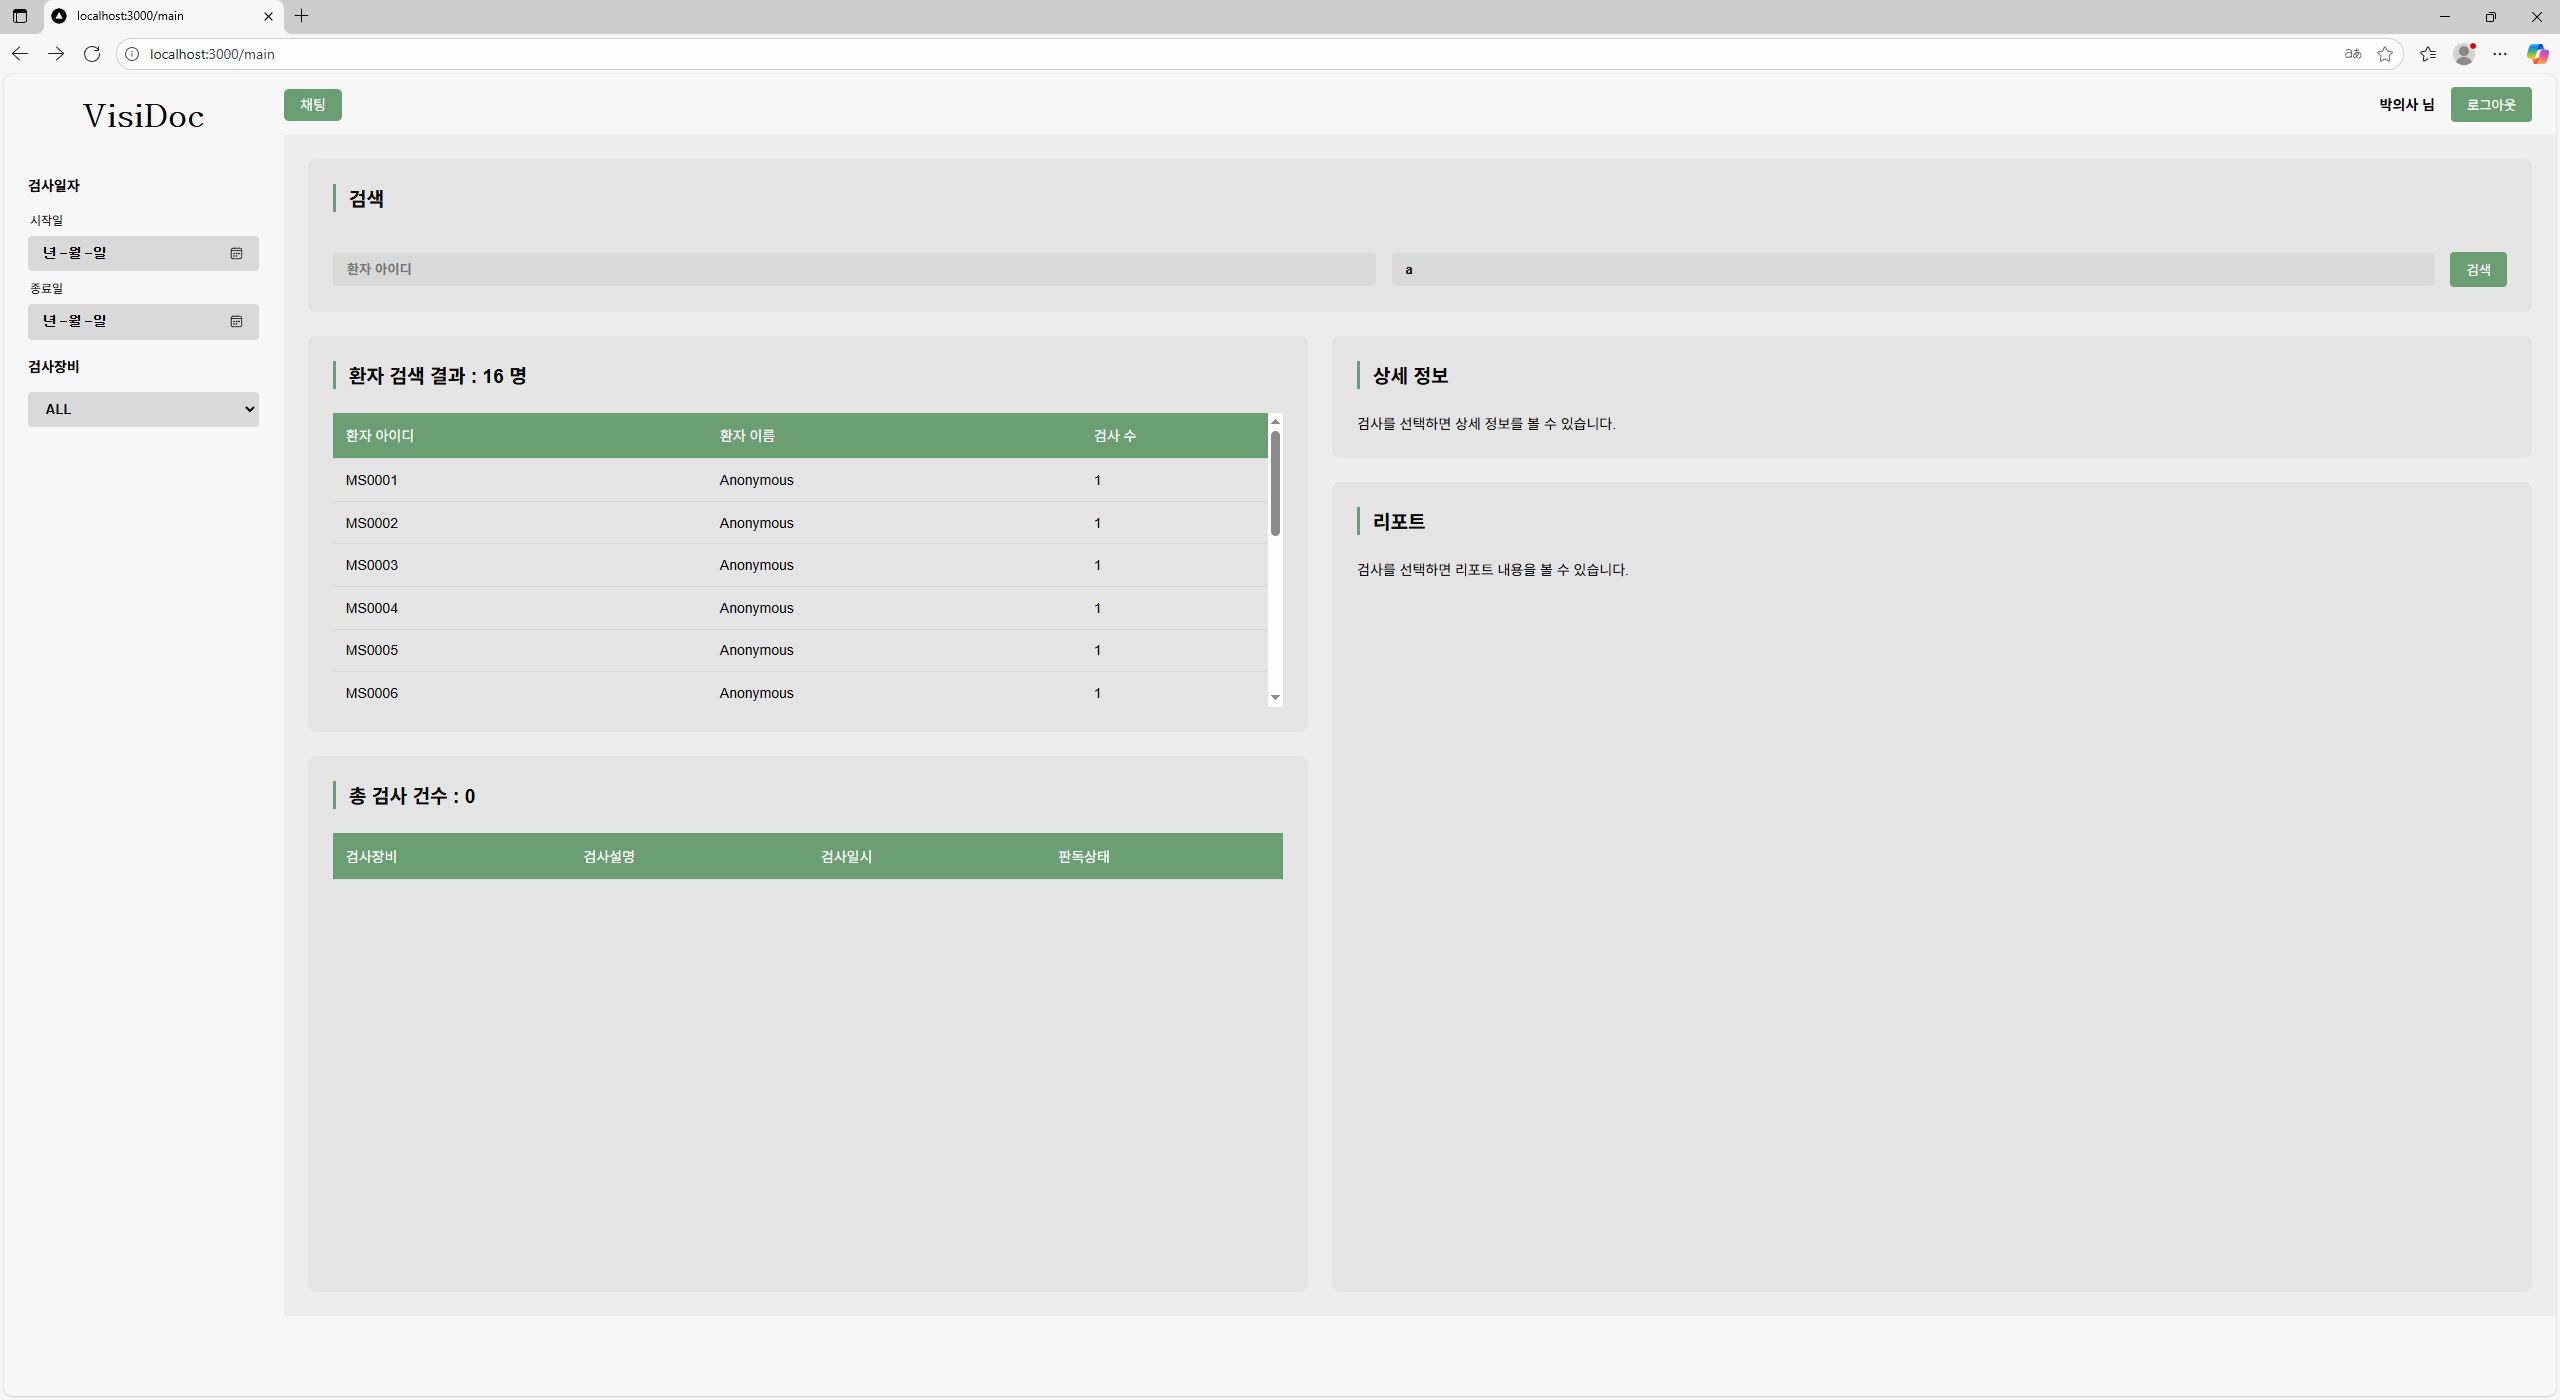 localhost:3000/main
localhost:3000/main
VisiDoc
채팅
박의사 님
로그아웃
검사일자
시작일
년-월-일
종료일
년-월-일
검사장비
ALL
검색
환자 아이디
a
검색
환자 검색 결과 : 16 명
환자 아이디 환자 이름 검사 수
MS0001 Anonymous 1
MS0002 Anonymous 1
MS0003 Anonymous 1
MS0004 Anonymous 1
MS0005 Anonymous 1
MS0006 Anonymous 1
총 검사 건수 : 0
검사장비 검사설명 검사일시 판독상태
상세 정보
검사를 선택하면 상세 정보를 볼 수 있습니다.
리포트
검사를 선택하면 리포트 내용을 볼 수 있습니다.